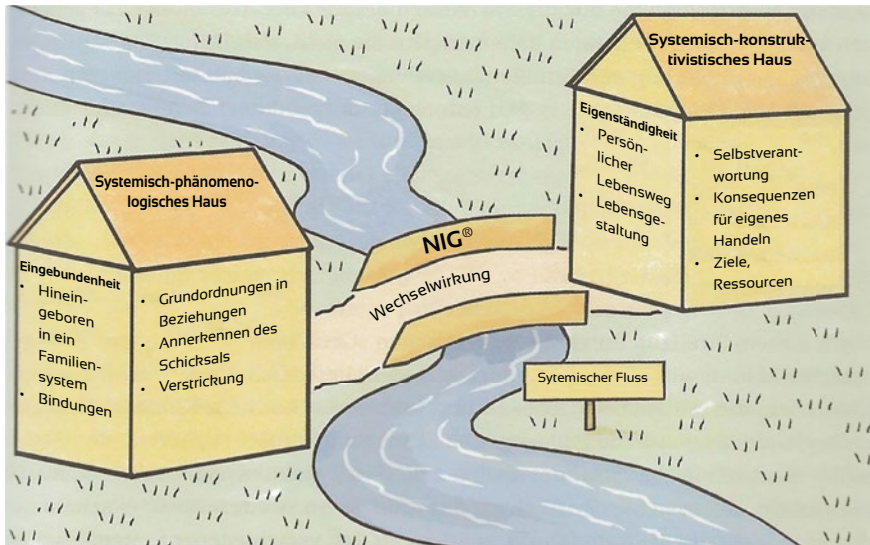 Systemisch-phänomeno-
logisches Haus
Eingebundenheit
• Hinein-
geboren
in ein
Familien-
system
• Bindungen
• Grundordnungen in
Beziehungen
• Annerkennen des
Schicksals
• Verstrickung
NIG®
Wechselwirkung
Systemisch-konstruk-
tivistisches Haus
Eigenständigkeit
• Persön-
licher
Lebensweg
• Lebensge-
staltung
• Selbstverant-
wortung
• Konsequenzen
für eigenes
Handeln
• Ziele,
Ressourcen
Sytemischer Fluss